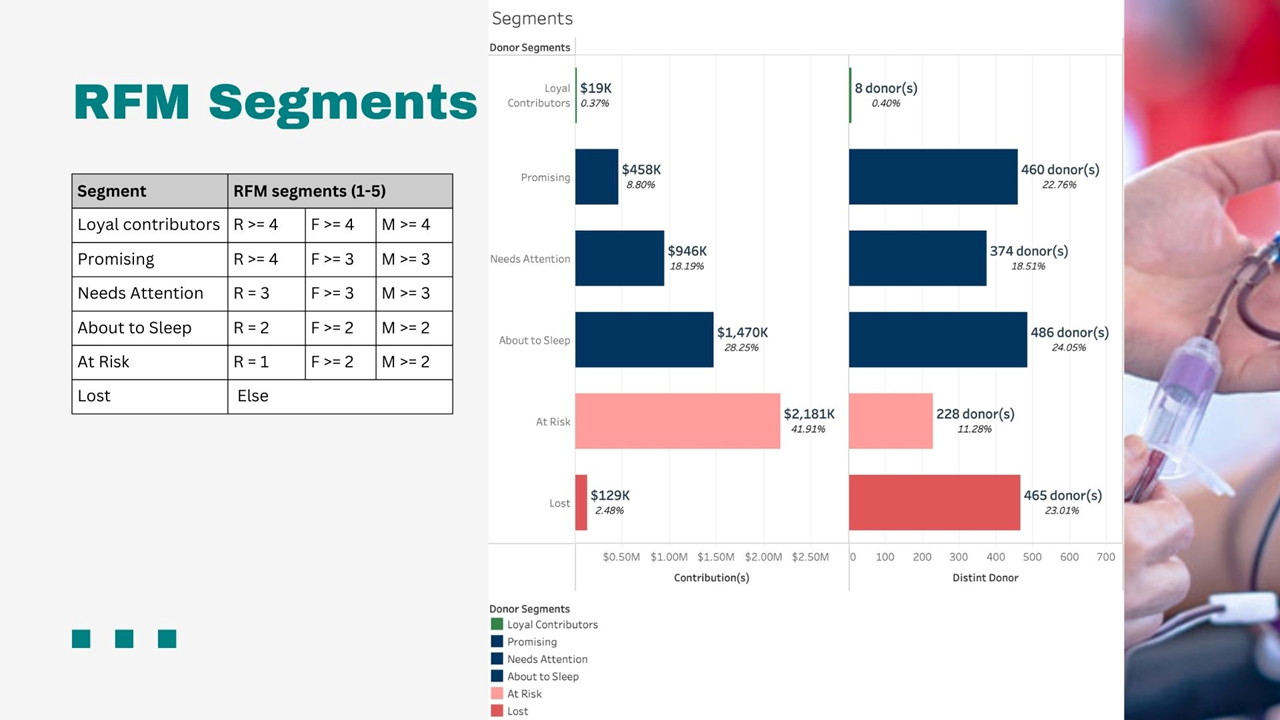 RFM Segments
Segment RFM segments (1-5)
Loyal contributors R >= 4 F >= 4 M >= 4
Promising R >= 4 F >= 3 M >= 3
Needs Attention R = 3 F >= 3 M >= 3
About to Sleep R = 2 F >= 2 M >= 2
At Risk R = 1 F >= 2 M >= 2
Lost Else
Segments
Donor Segments
Loyal
Contributors
$19K
0.37%
8 donor(s)
0.40%
Promising
$458K
8.80%
460 donor(s)
22.76%
Needs Attention
$946K
18.19%
374 donor(s)
18.51%
About to Sleep
$1,470K
28.25%
486 donor(s)
24.05%
At Risk
$2,181K
41.91%
228 donor(s)
11.28%
Lost
$129K
2.48%
465 donor(s)
23.01%
$0.50M $1.00M $1.50M $2.00M $2.50M
0 100 200 300 400 500 600 700
Contribution(s)
Distint Donor
Donor Segments
Loyal Contributors
Promising
Needs Attention
About to Sleep
At Risk
Lost